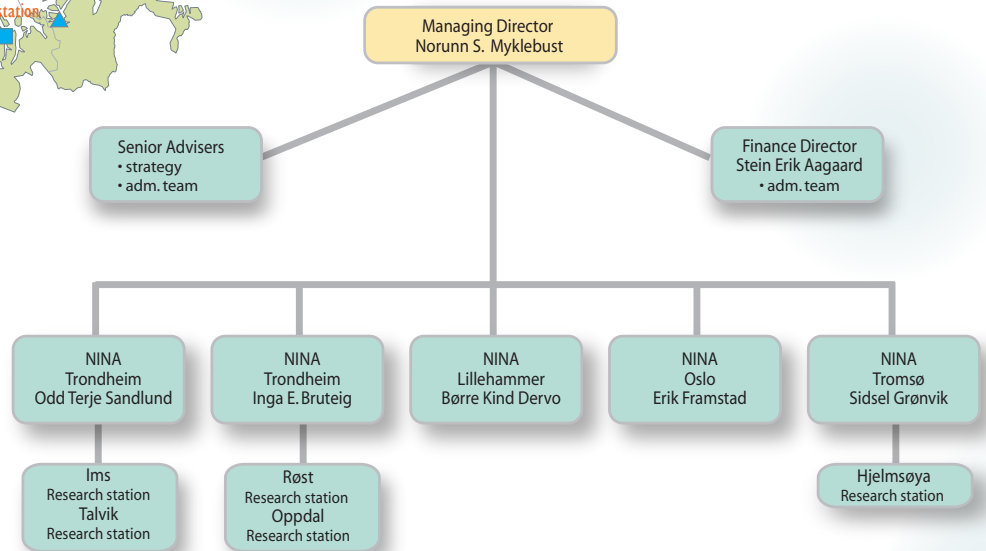 station
Managing Director
Norunn S. Myklebust
Senior Advisers
• strategy
• adm. team
Finance Director
Stein Erik Aagaard
• adm. team
NINA
Trondheim
Odd Terje Sandlund
NINA
Trondheim
Inga E. Bruteig
NINA
Lillehammer
Børre Kind Dervo
NINA
Oslo
Erik Framstad
NINA
Tromsø
Sidsel Grønvik
Ims
Research station
Talvik
Research station
Røst
Research station
Oppdal
Research station
Hjelmsøya
Research station